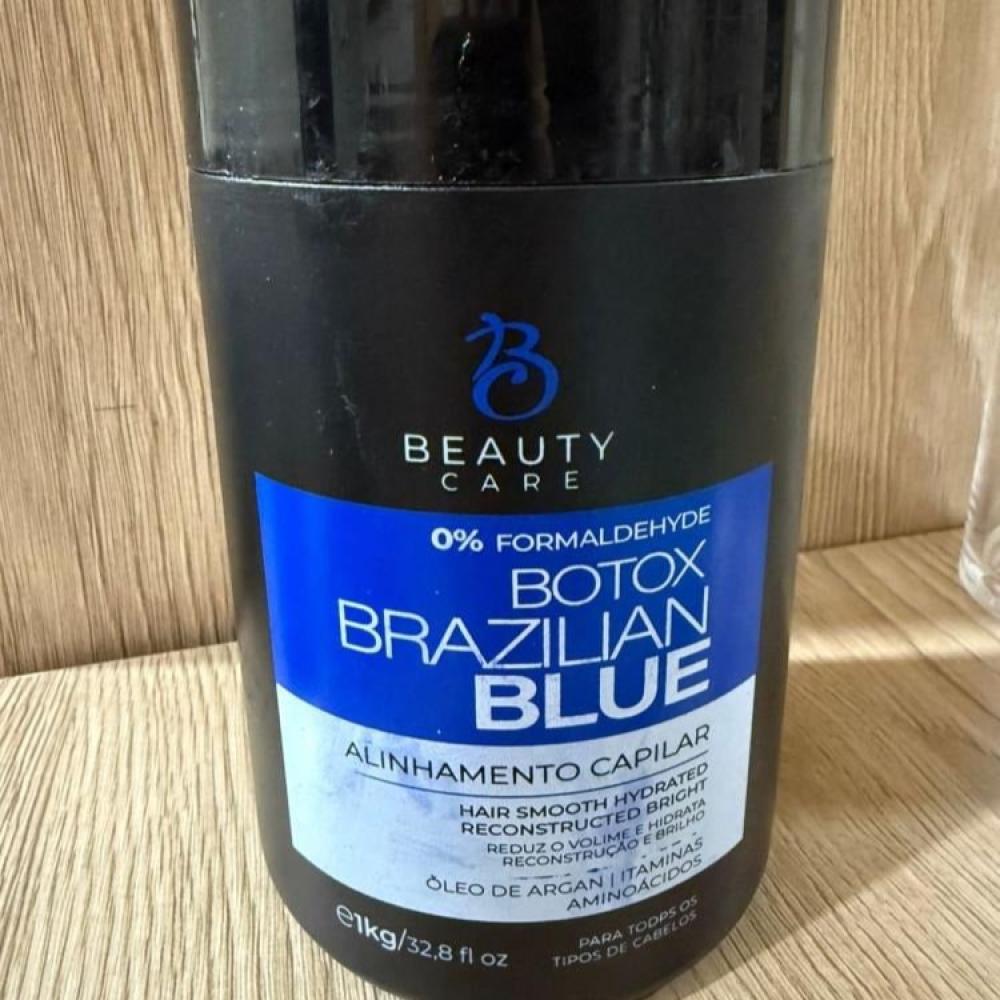 BEAUTY
CARE
0% FORMALDEHYDE
BOTOX
BRAZILIAN
BLUE
ALINHAMENTO CAPILAR
HAIR SMOOTH HYDRATED
RECONSTRUCTED BRIGHT
REDUZ O VOLIME E HIDRATA
RECONSTRUÇÃO E BRILHO
ÓLEO DE ARGAN | ITAMINAS
AMINOÁCIDOS
e1kg/32,8 fl oz
PARA TODPS OS
TIPOS DE CABELOS